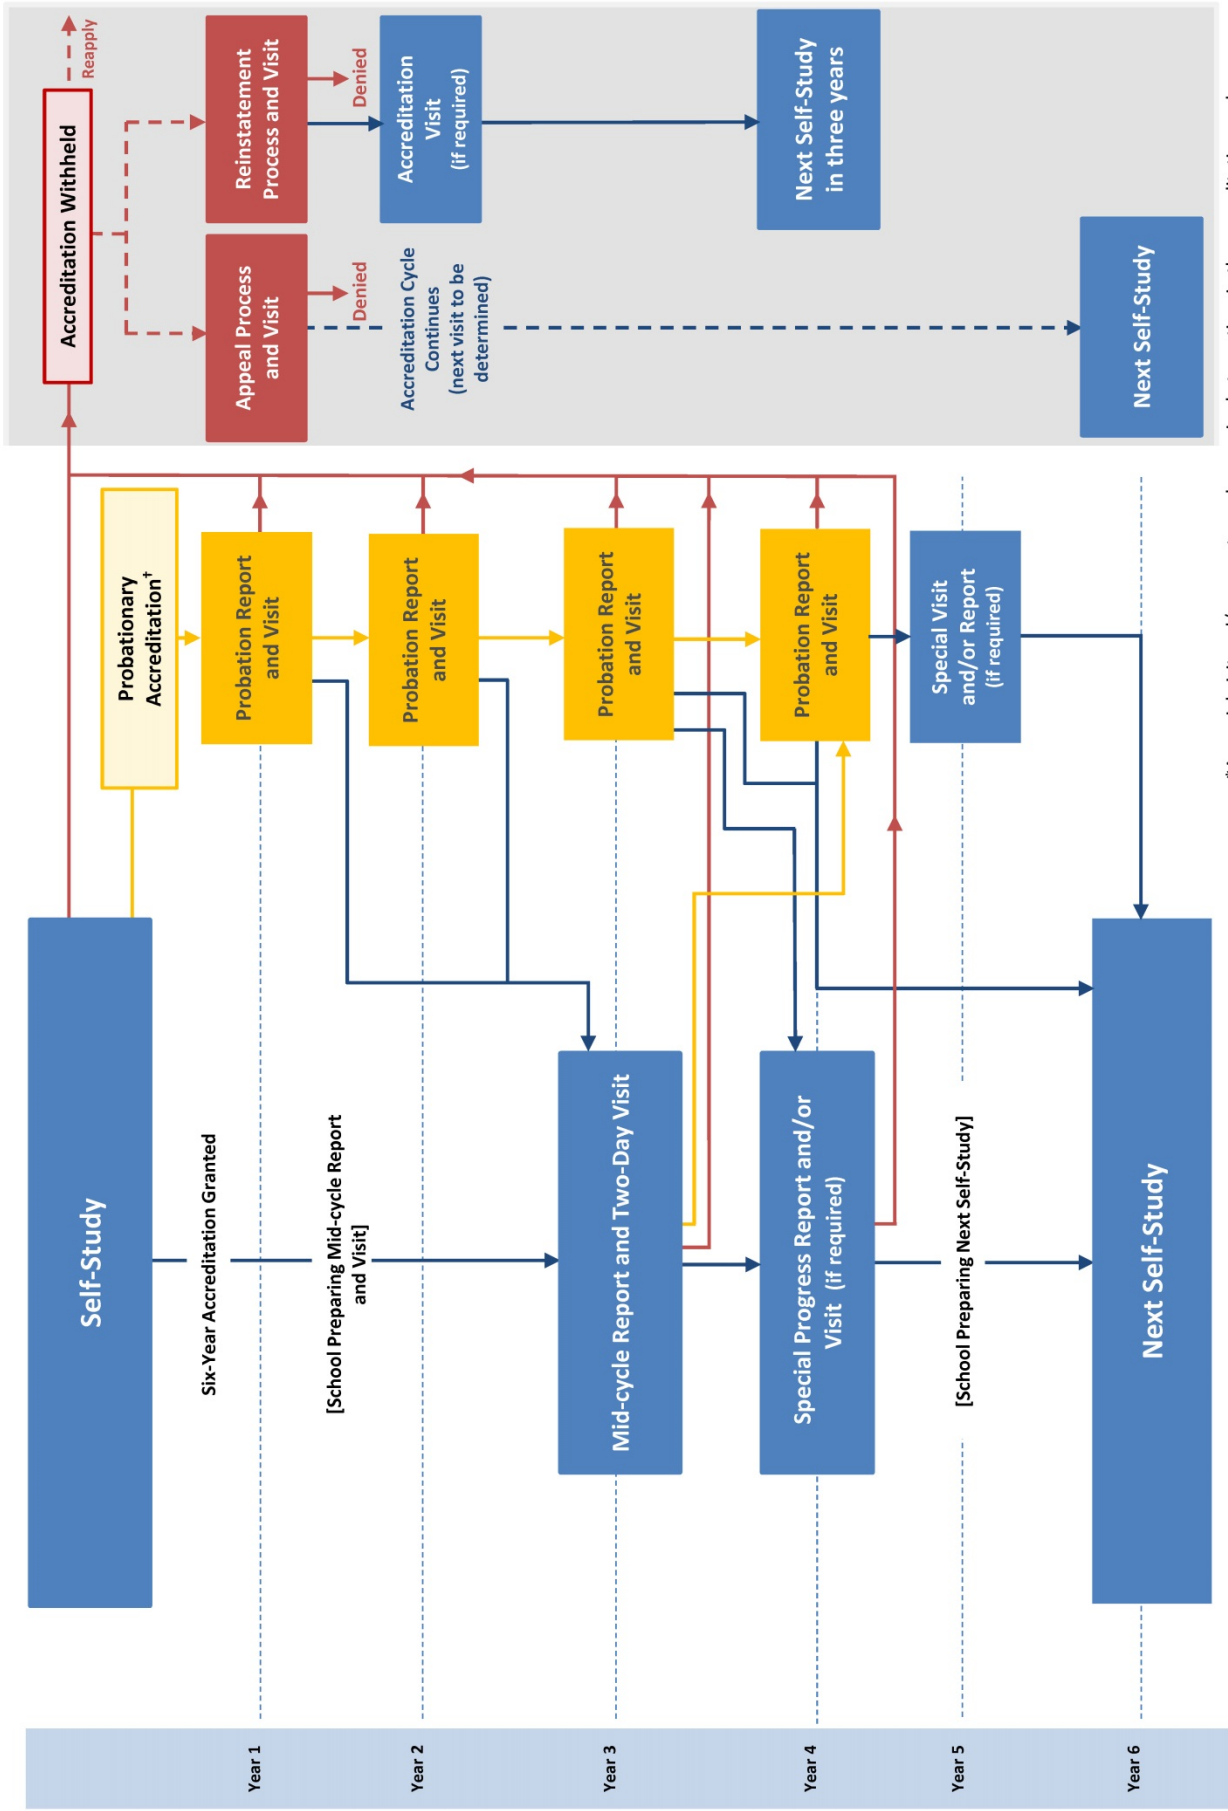 Self-Study
Six-Year Accreditation Granted
[School Preparing Mid-cycle Report
and Visit]
Mid-cycle Report and Two-Day Visit
Special Progress Report and/or
Visit (if required)
[School Preparing Next Self-Study]
Next Self-Study
Probationary
Accreditation†
Probation Report
and Visit
Probation Report
and Visit
Probation Report
and Visit
Probation Report
and Visit
Special Visit
and/or Report
(if required)
Accreditation Withheld
Reapply
Appeal Process
and Visit
Denied
Accreditation Cycle
Continues
(next visit to be
determined)
Next Self-Study
Reinstatement
Process and Visit
Denied
Accreditation
Visit
(if required)
Next Self-Study
in three years
Year 1
Year 2
Year 3
Year 4
Year 5
Year 6